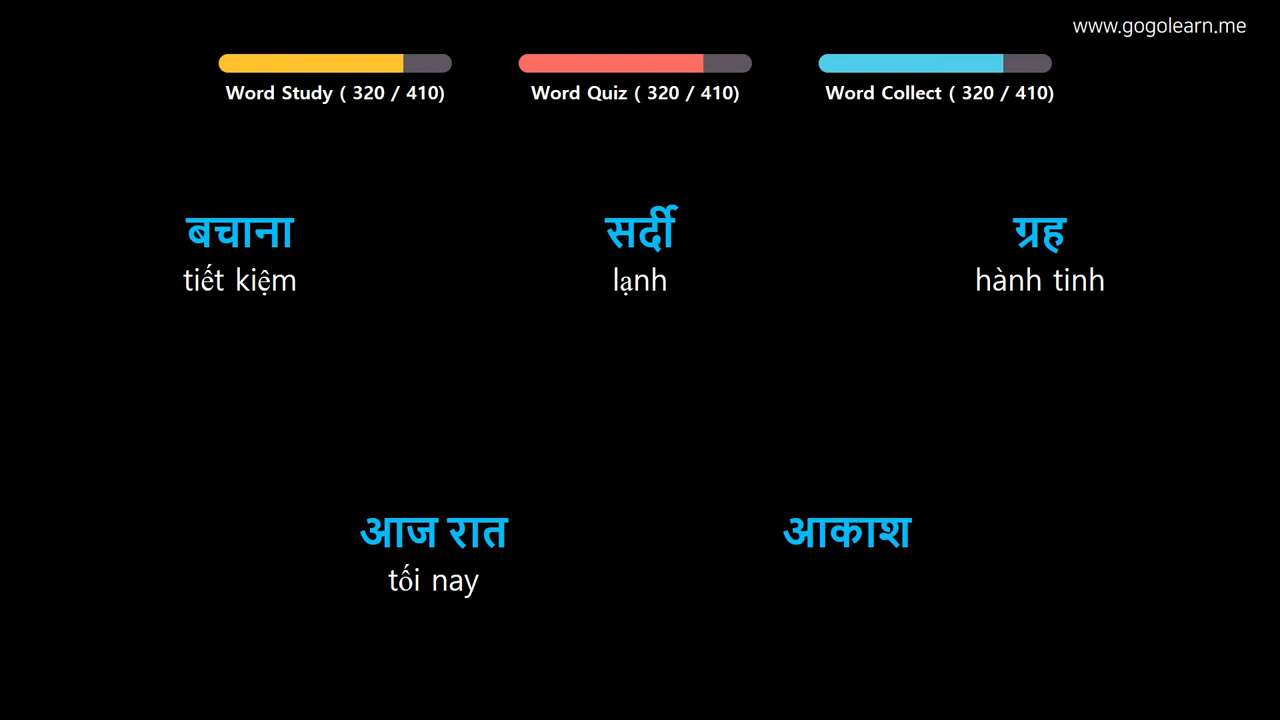 www.gogolearn.me
Word Study ( 320 / 410)
Word Quiz ( 320 / 410)
Word Collect ( 320 / 410)
बचाना
tiết kiệm
सर्दी
lạnh
ग्रह
hành tinh
आज रात
tối nay
आकाश